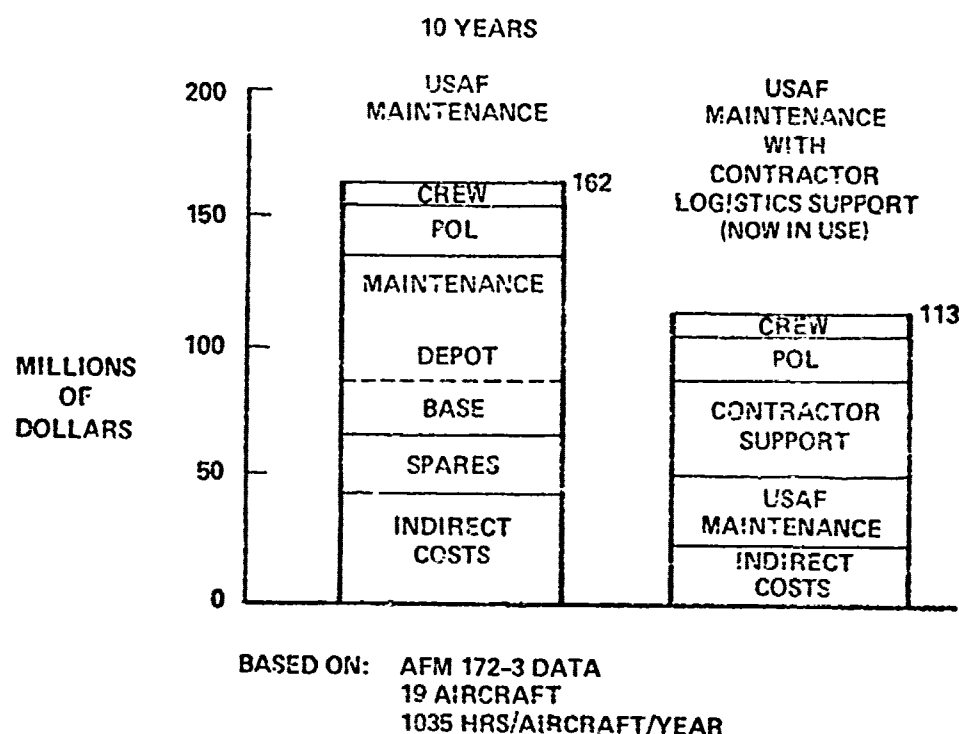 10 YEARS
USAF
MAINTENANCE
USAF
MAINTENANCE
WITH
CONTRACTOR
LOGISTICS SUPPORT
(NOW IN USE)
MILLIONS
OF
DOLLARS
200
150
100
50
0
162
CREW
POL
MAINTENANCE
DEPOT
BASE
SPARES
INDIRECT
COSTS
113
CREW
POL
CONTRACTOR
SUPPORT
USAF
MAINTENANCE
INDIRECT
COSTS
BASED ON: AFM 172-3 DATA
19 AIRCRAFT
1035 HRS/AIRCRAFT/YEAR